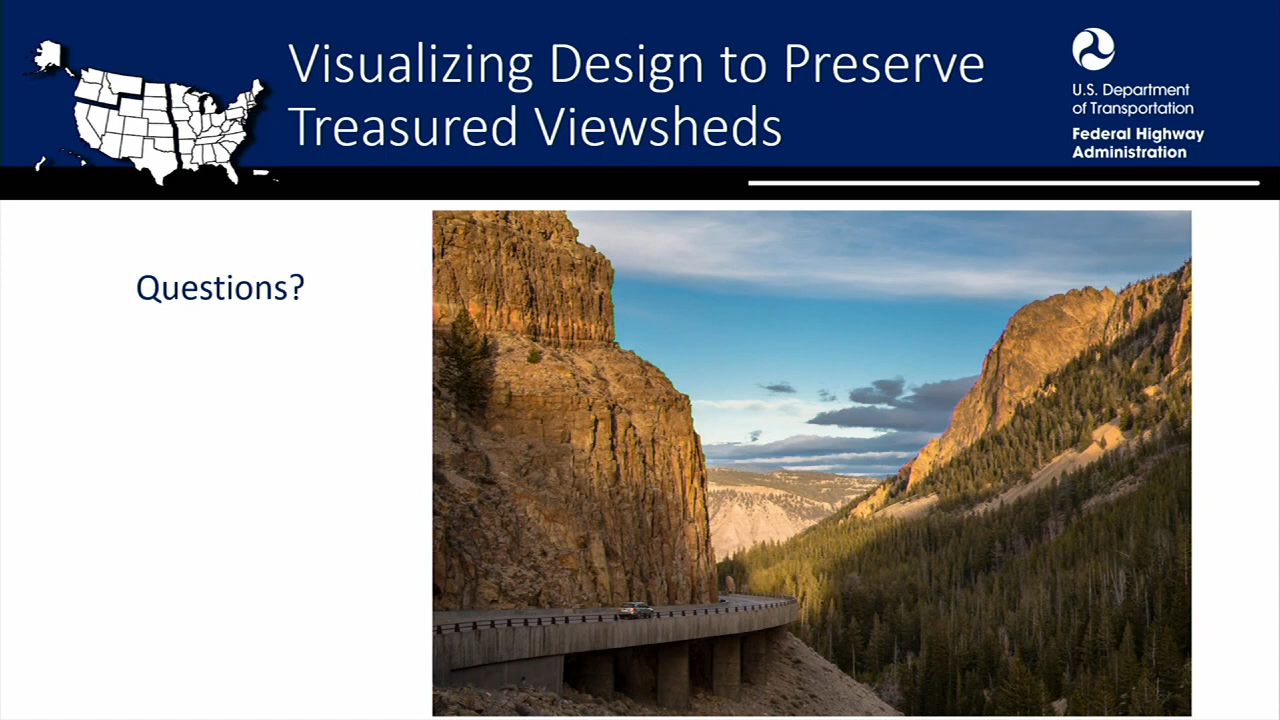 Visualizing Design to Preserve
Treasured Viewsheds
U.S. Department
of Transportation
Federal Highway
Administration
Questions?